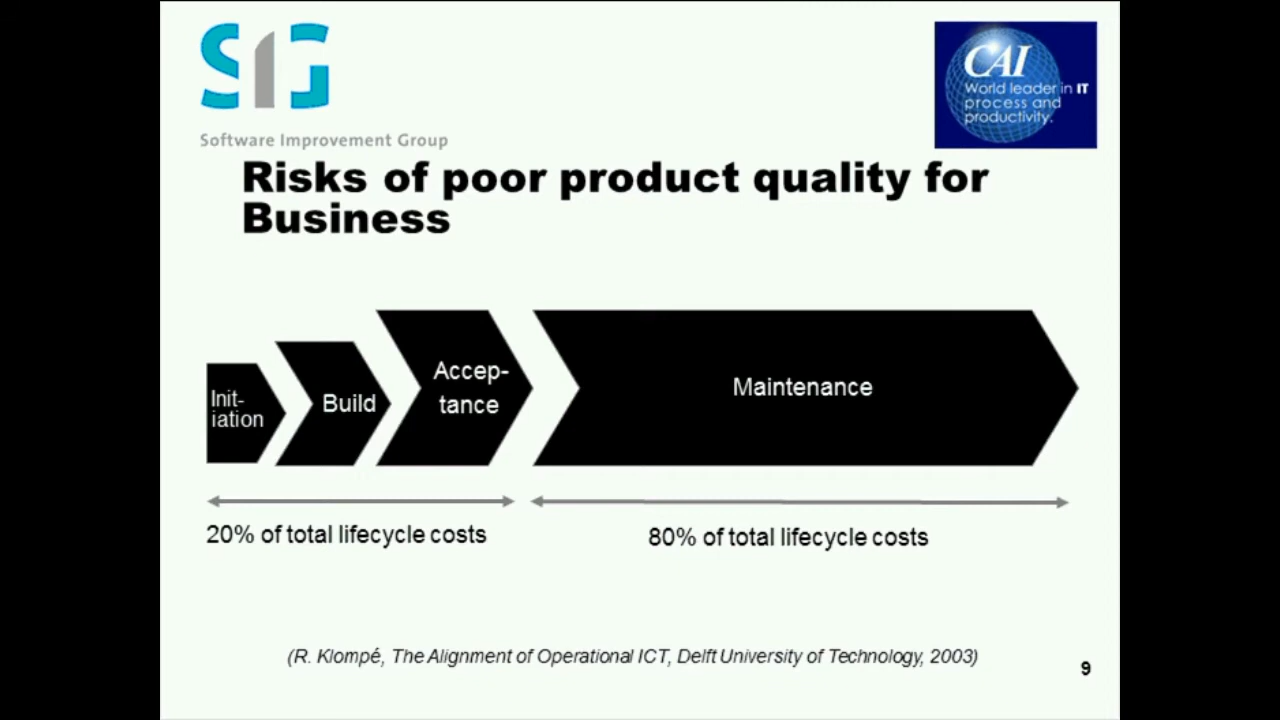 SIG
Software Improvement Group
CAI
World leader in IT
process and
productivity.
Risks of poor product quality for
Business
Init-
iation
Build
Accep-
tance
Maintenance
20% of total lifecycle costs
80% of total lifecycle costs
(R. Klompé, The Alignment of Operational ICT, Delft University of Technology, 2003)
9